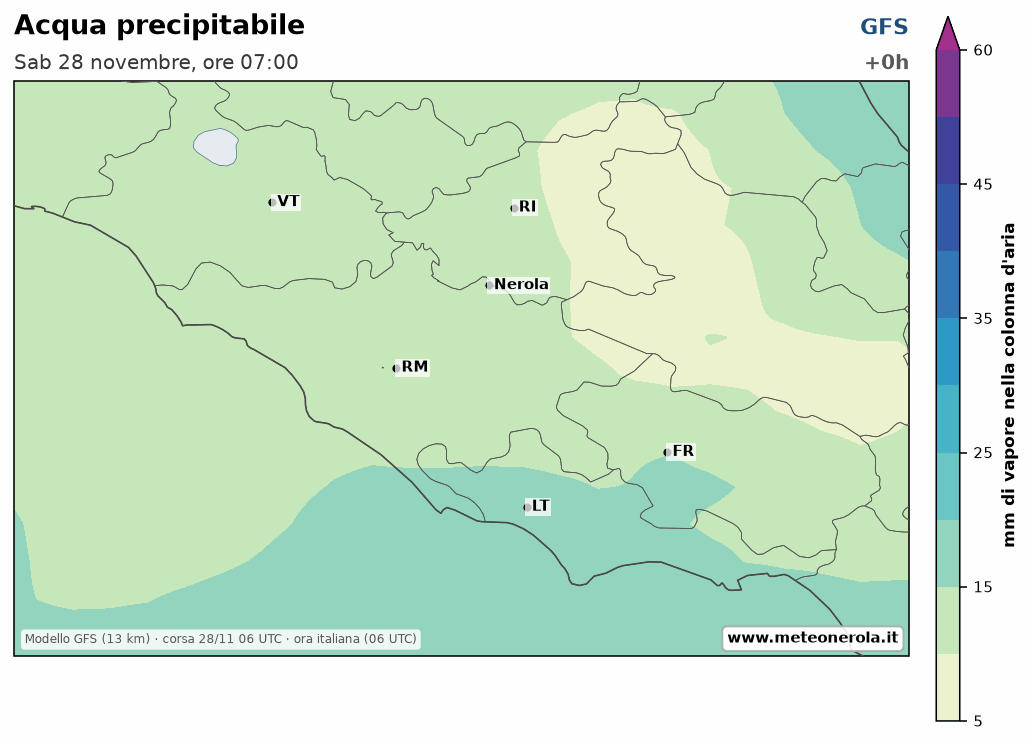 Acqua precipitabile
GFS
Sab 28 novembre, ore 07:00
+0h
60
45
35
25
15
5
mm di vapore nella colonna d'aria
VT
RI
Nerola
RM
FR
LT
Modello GFS (13 km) · corsa 28/11 06 UTC · ora italiana (06 UTC)
www.meteonerola.it